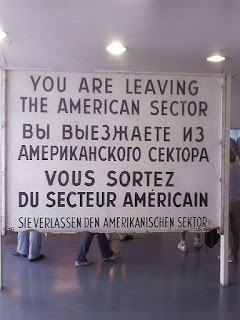 YOU ARE LEAVING
THE AMERICAN SECTOR
ВЫ ВЫЕЗЖАЕТЕ ИЗ
АМЕРИКАНСКОГО СЕКТОРА
VOUS SORTEZ
DU SECTEUR AMÉRICAIN
SIE VERLASSEN DEN AMERIKANISCHEN SEKTOR